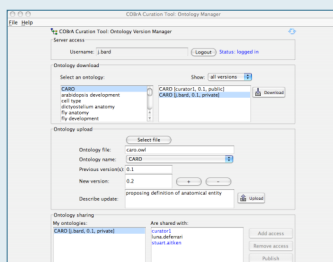 COBrA Curation Tool: Ontology Manager
File Help
COBrA Curation Tool: Ontology Version Manager
Server access
Username: j.bard Logout Status: logged in
Ontology download
Select an ontology: Show: all versions
CARO
arabidopsis development
cell type
dictyostelium anatomy
fly anatomy
fly development
CARO [curator1, 0.1, public]
CARO [j.bard, 0.1, private]
Download
Ontology upload
Select file
Ontology file: caro.owl
Ontology name: CARO
Previous version(s): 0.1
New version: 0.2 + -
Describe update: proposing definition of anatomical entity Upload
Ontology sharing
My ontologies: Are shared with:
CARO [j.bard, 0.1, private]
curator1
luna.deferrari
stuart.aitken
Add access
Remove access
Publish